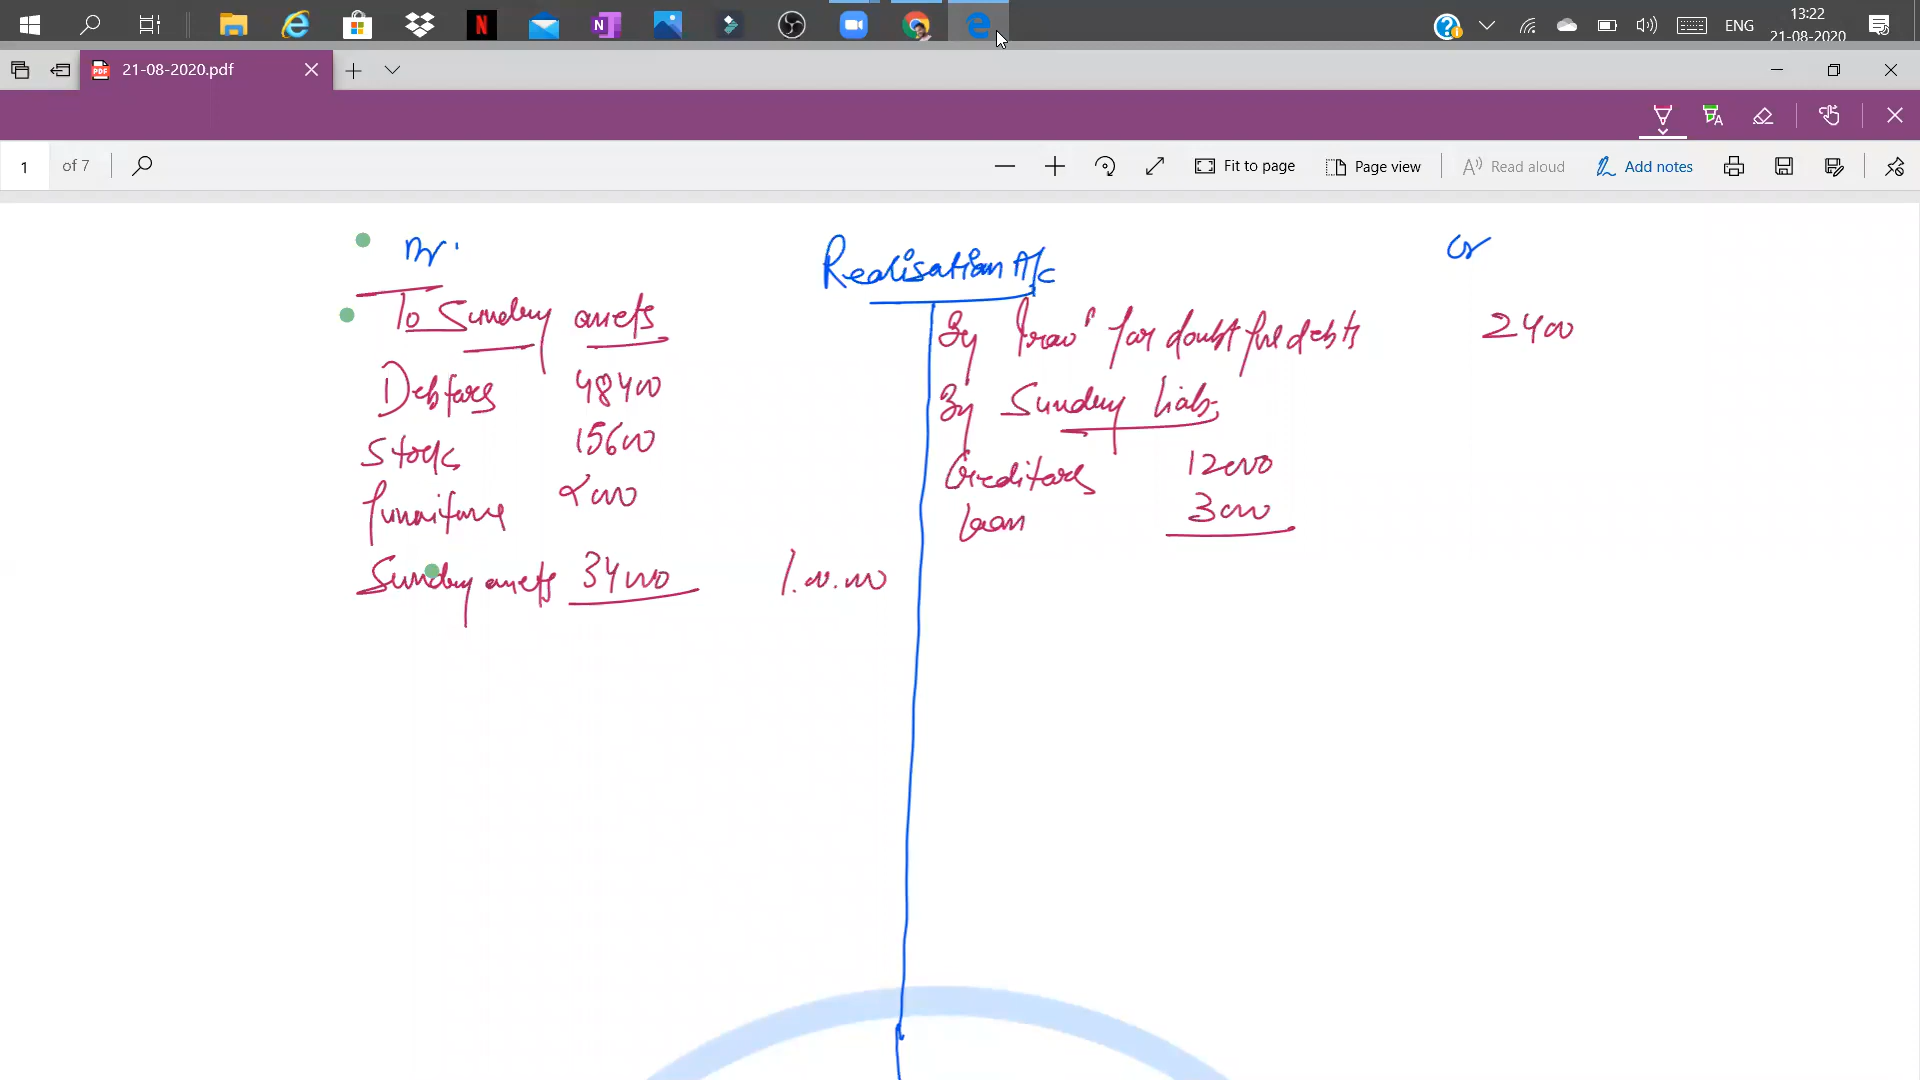 13:22
ENG
21-08-2020
21-08-2020.pdf
1 of 7
Fit to page
Page view
Read aloud
Add notes
Dr.
Realisation A/c
Cr
To Sundry assets
By Prov' for doubtful debts 2400
Debtors 48400
By Sundry Liab.
Stock 15600
Creditors 12000
Furniture 2000
Loan 3000
Sundry assets 34000 1.00.000